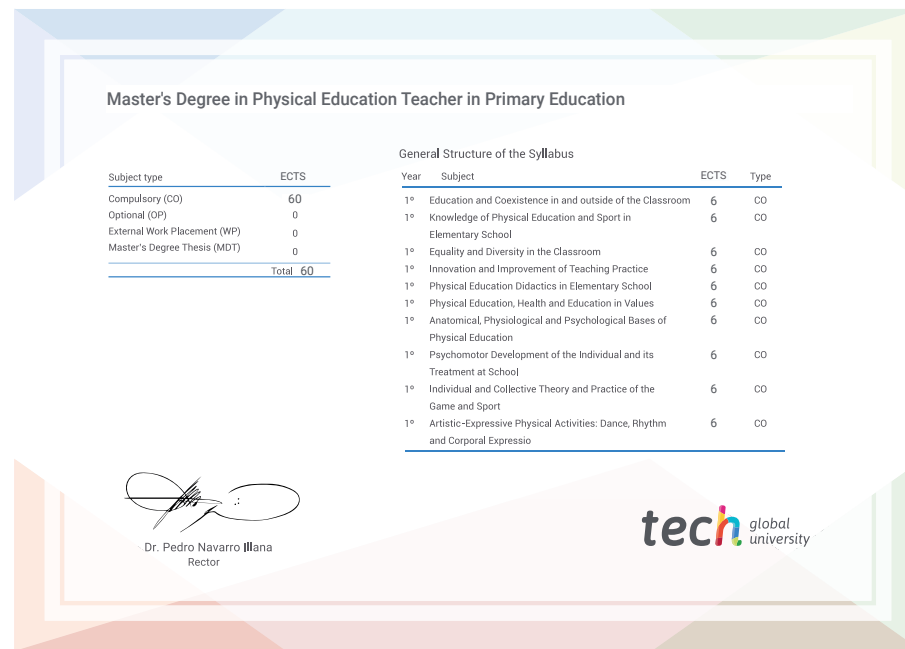 Master's Degree in Physical Education Teacher in Primary Education
Subject type ECTS
Compulsory (CO) 60
Optional (OP) 0
External Work Placement (WP) 0
Master's Degree Thesis (MDT) 0
Total 60
General Structure of the Syllabus
Year Subject ECTS Type
1º Education and Coexistence in and outside of the Classroom 6 CO
1º Knowledge of Physical Education and Sport in 6 CO
Elementary School
1º Equality and Diversity in the Classroom 6 CO
1º Innovation and Improvement of Teaching Practice 6 CO
1º Physical Education Didactics in Elementary School 6 CO
1º Physical Education, Health and Education in Values 6 CO
1º Anatomical, Physiological and Psychological Bases of 6 CO
Physical Education
1º Psychomotor Development of the Individual and its 6 CO
Treatment at School
1º Individual and Collective Theory and Practice of the 6 CO
Game and Sport
1º Artistic-Expressive Physical Activities: Dance, Rhythm 6 CO
and Corporal Expressio
Dr. Pedro Navarro Illana
Rector
tech global
university